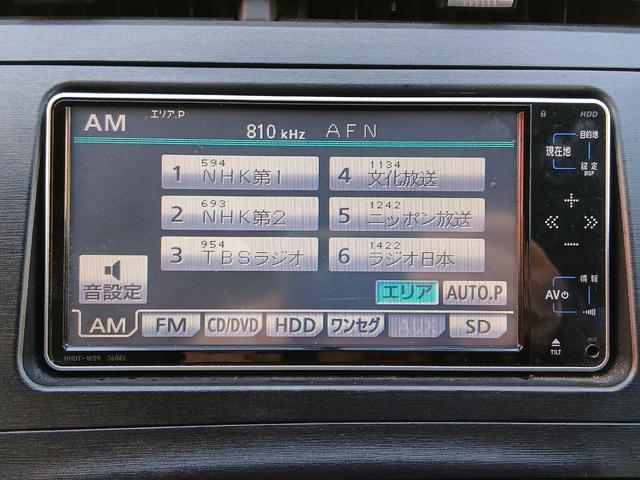 HDD
AM エリア.P
810 kHz AFN
594
1 NHK第1
1134
4 文化放送
693
2 NHK第2
1242
5 ニッポン放送
954
3 TBSラジオ
1422
6 ラジオ日本
音設定
エリア AUTO.P
AM FM CD/DVD HDD ワンセグ AUX SD
NHDT-W59 36065
目的地
現在地
設定
DISP
情報
AV
TILT
AUX